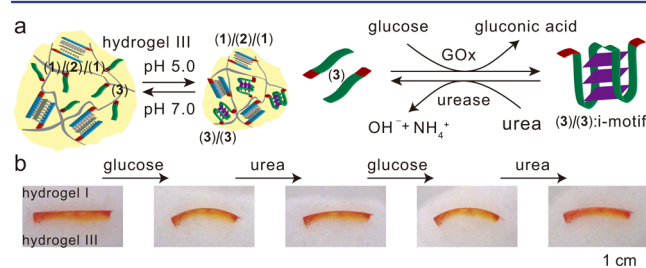 a
hydrogel III
(1)/(2)/(1)
pH 5.0
(3)
pH 7.0
(1)/(2)/(1)
(3)/(3)
glucose
gluconic acid
GOx
(3)
urease
OH⁻ + NH₄⁺
urea
(3)/(3):i-motif
b
glucose
urea
glucose
urea
hydrogel I
hydrogel III
1 cm